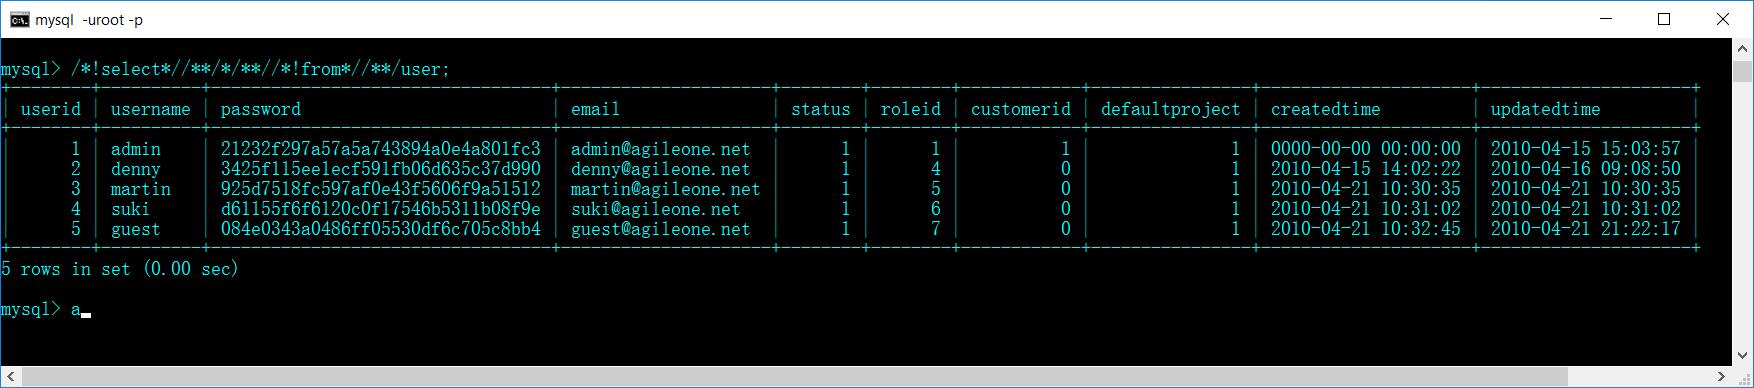 mysql  -uroot -p
mysql> /*!select*//**/*/**//*!from*//**/user;
+--------+----------+----------------------------------+---------------------+--------+--------+------------+----------------+---------------------+---------------------+
| userid | username | password | email | status | roleid | customerid | defaultproject | createdtime | updatedtime |
+--------+----------+----------------------------------+---------------------+--------+--------+------------+----------------+---------------------+---------------------+
| 1 | admin | 21232f297a57a5a743894a0e4a801fc3 | admin@agileone.net | 1 | 1 | 1 | 1 | 0000-00-00 00:00:00 | 2010-04-15 15:03:57 |
| 2 | denny | 3425f115ee1ecf591fb06d635c37d990 | denny@agileone.net | 1 | 4 | 0 | 1 | 2010-04-15 14:02:22 | 2010-04-16 09:08:50 |
| 3 | martin | 925d7518fc597af0e43f5606f9a51512 | martin@agileone.net | 1 | 5 | 0 | 1 | 2010-04-21 10:30:35 | 2010-04-21 10:30:35 |
| 4 | suki | d61155f6f6120c0f17546b5311b08f9e | suki@agileone.net | 1 | 6 | 0 | 1 | 2010-04-21 10:31:02 | 2010-04-21 10:31:02 |
| 5 | guest | 084e0343a0486ff05530df6c705c8bb4 | guest@agileone.net | 1 | 7 | 0 | 1 | 2010-04-21 10:32:45 | 2010-04-21 21:22:17 |
+--------+----------+----------------------------------+---------------------+--------+--------+------------+----------------+---------------------+---------------------+
5 rows in set (0.00 sec)
mysql> a